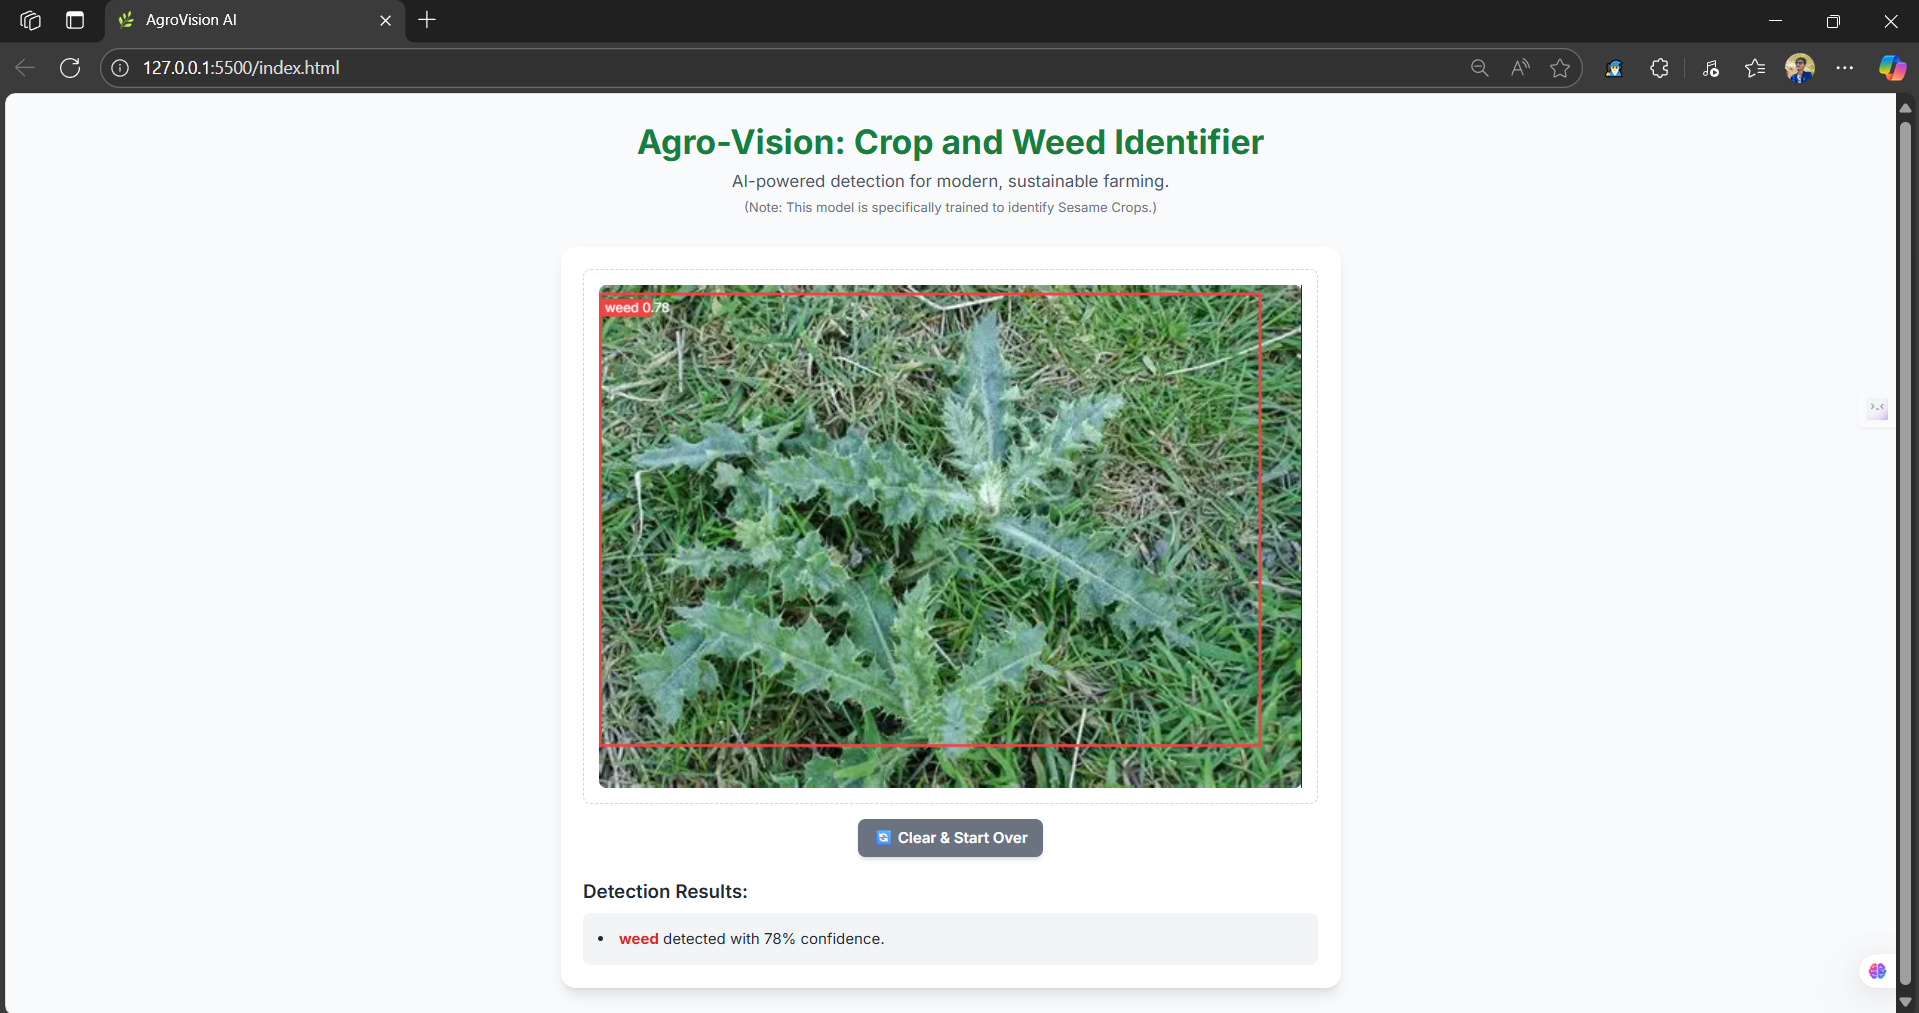 AgroVision AI
127.0.0.1:5500/index.html
Agro-Vision: Crop and Weed Identifier
AI-powered detection for modern, sustainable farming.
(Note: This model is specifically trained to identify Sesame Crops.)
weed 0.78
Clear & Start Over
Detection Results:
• weed detected with 78% confidence.